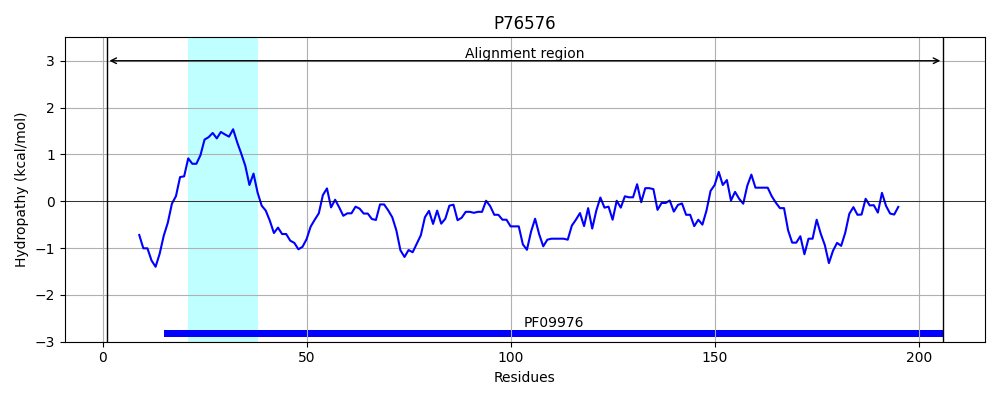 P76576
Alignment region
PF09976
Hydropathy (kcal/mol)
3
2
1
0
−1
−2
−3
0
50
100
150
200
Residues